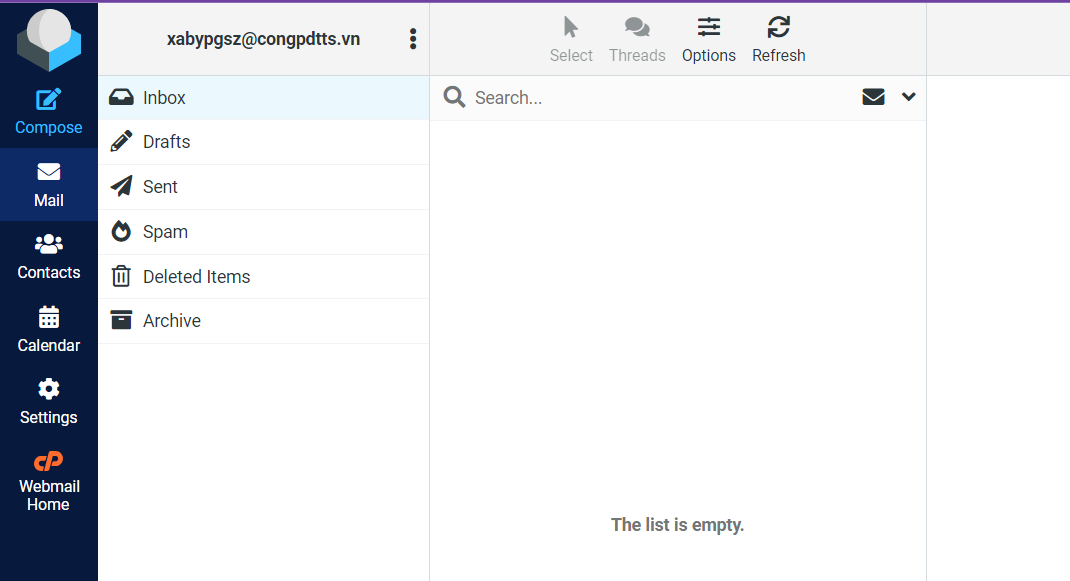 Compose
Mail
Contacts
Calendar
Settings
Webmail
Home
xabypgsz@congpdtts.vn
Inbox
Drafts
Sent
Spam
Deleted Items
Archive
Select
Threads
Options
Refresh
Search...
The list is empty.